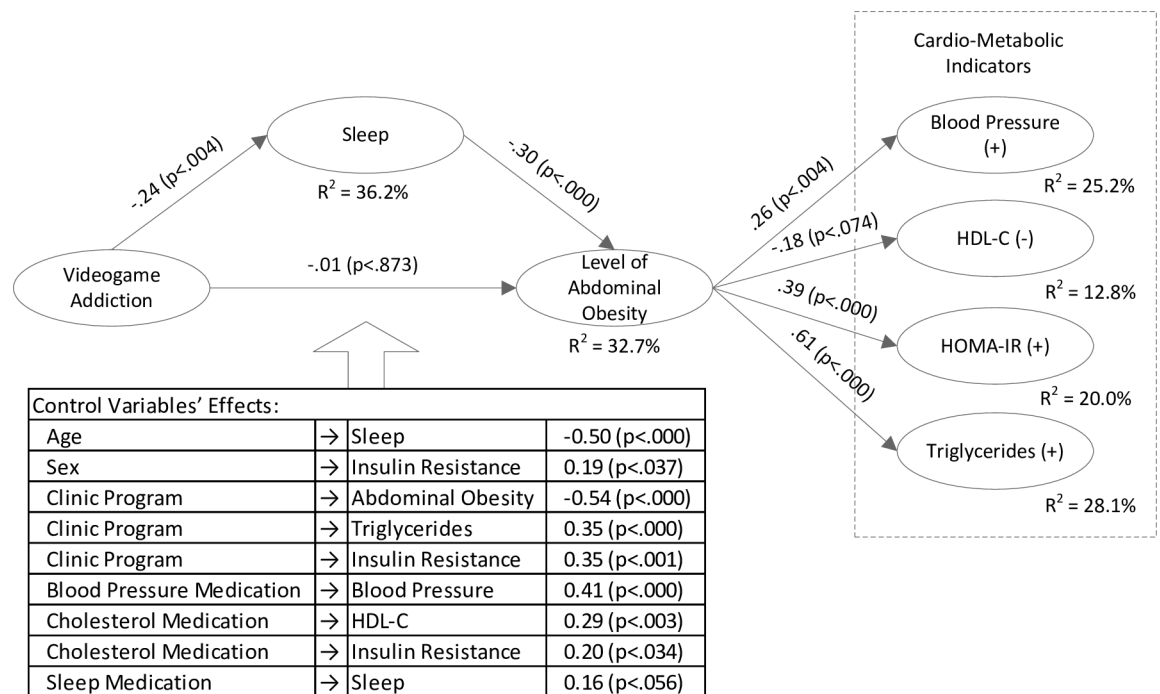 Cardio-Metabolic
Indicators
Blood Pressure
(+)
R² = 25.2%
Sleep
R² = 36.2%
-.24 (p<.004)
-.30 (p<.000)
.26 (p<.004)
-.18 (p<.074)
HDL-C (-)
R² = 12.8%
Videogame
Addiction
-.01 (p<.873)
Level of
Abdominal
Obesity
R² = 32.7%
.39 (p<.000)
HOMA-IR (+)
R² = 20.0%
.61 (p<.000)
Triglycerides (+)
R² = 28.1%
Control Variables’ Effects:
Age → Sleep -0.50 (p<.000)
Sex → Insulin Resistance 0.19 (p<.037)
Clinic Program → Abdominal Obesity -0.54 (p<.000)
Clinic Program → Triglycerides 0.35 (p<.000)
Clinic Program → Insulin Resistance 0.35 (p<.001)
Blood Pressure Medication → Blood Pressure 0.41 (p<.000)
Cholesterol Medication → HDL-C 0.29 (p<.003)
Cholesterol Medication → Insulin Resistance 0.20 (p<.034)
Sleep Medication → Sleep 0.16 (p<.056)